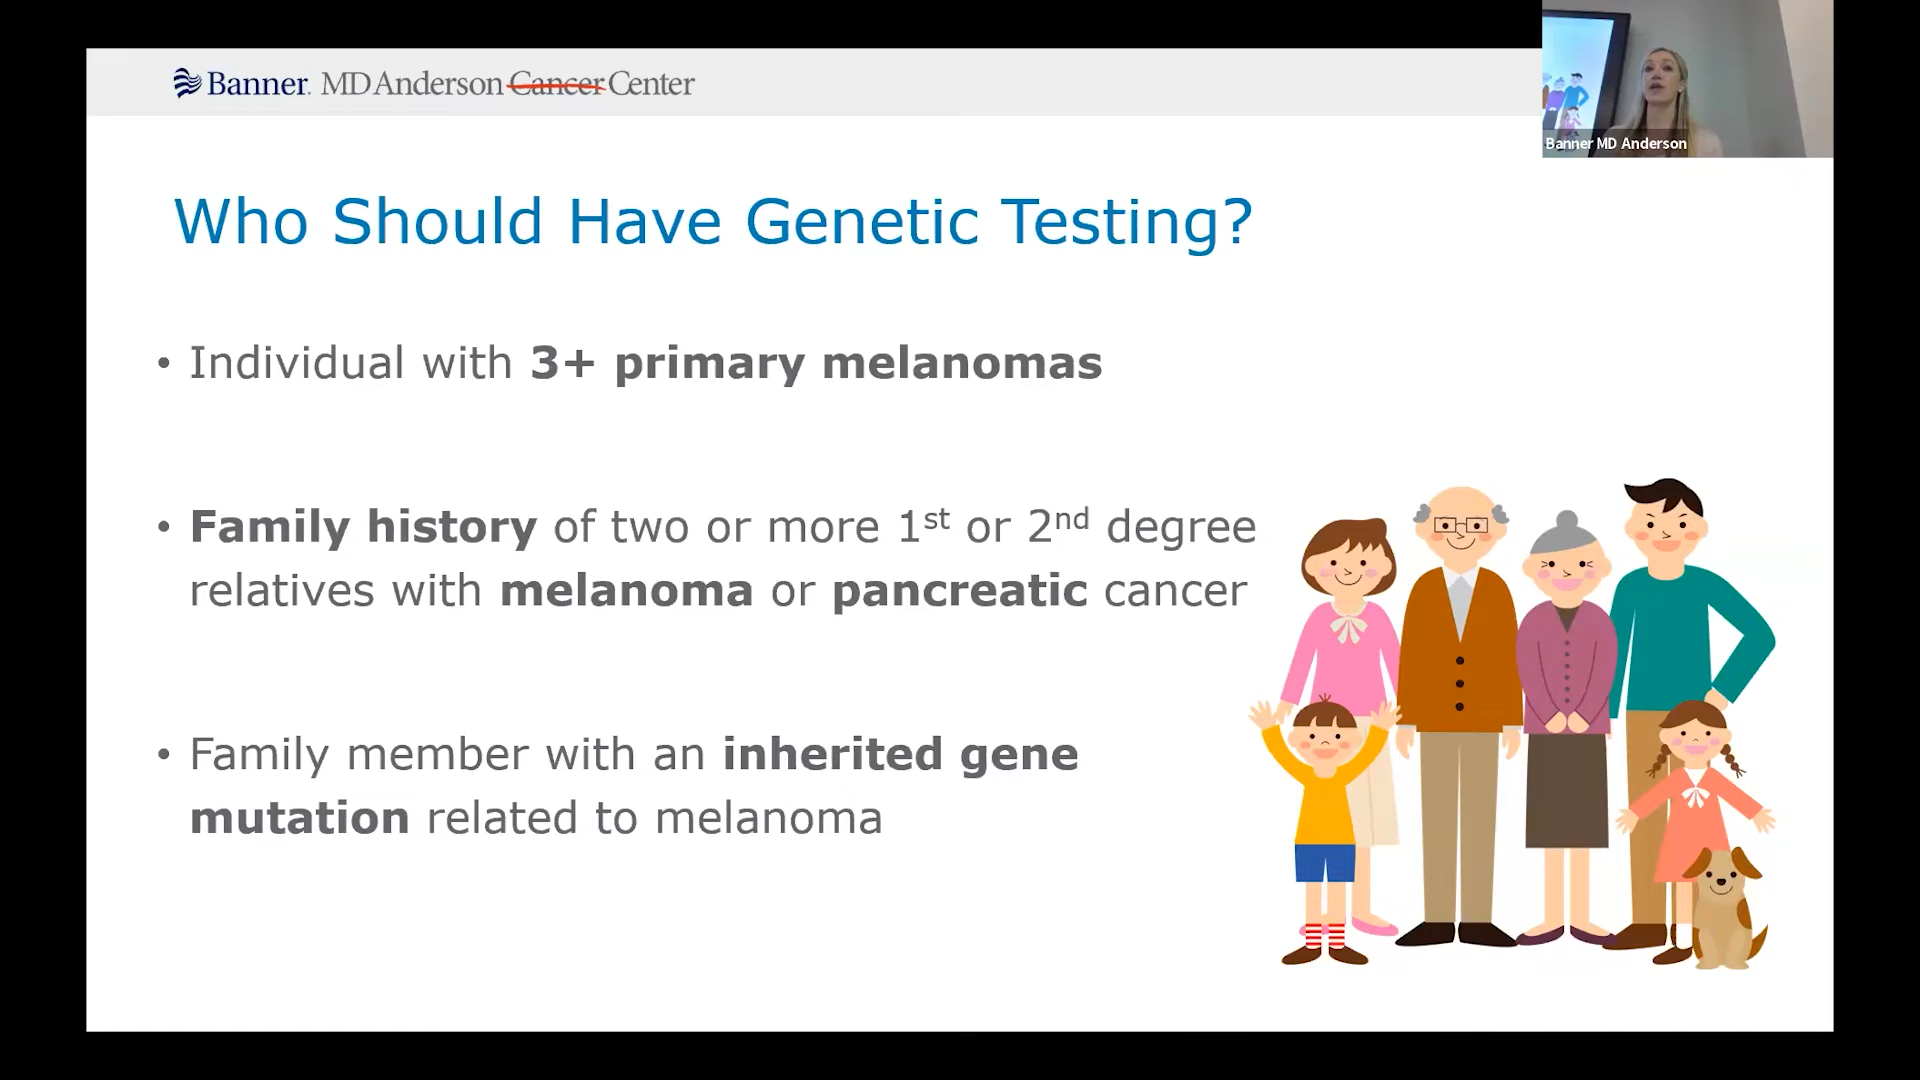 Banner. MD Anderson Cancer Center
Banner MD Anderson
Who Should Have Genetic Testing?
• Individual with 3+ primary melanomas
• Family history of two or more 1st or 2nd degree
relatives with melanoma or pancreatic cancer
• Family member with an inherited gene
mutation related to melanoma